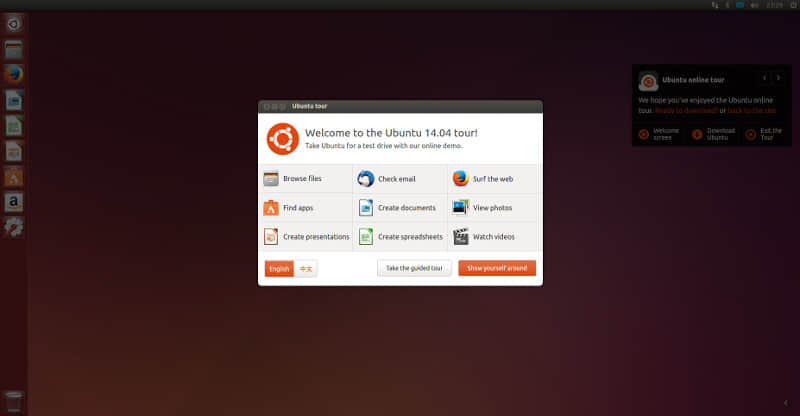 23:29
Ubuntu online tour
We hope you've enjoyed the Ubuntu online
tour. Ready to download? or back to the site
Welcome
screen
Download
Ubuntu
Exit the
Tour
Ubuntu tour
Welcome to the Ubuntu 14.04 tour!
Take Ubuntu for a test drive with our online demo.
Browse files
Check email
Surf the web
Find apps
Create documents
View photos
Create presentations
Create spreadsheets
Watch videos
English
中文
Take the guided tour
Show yourself around